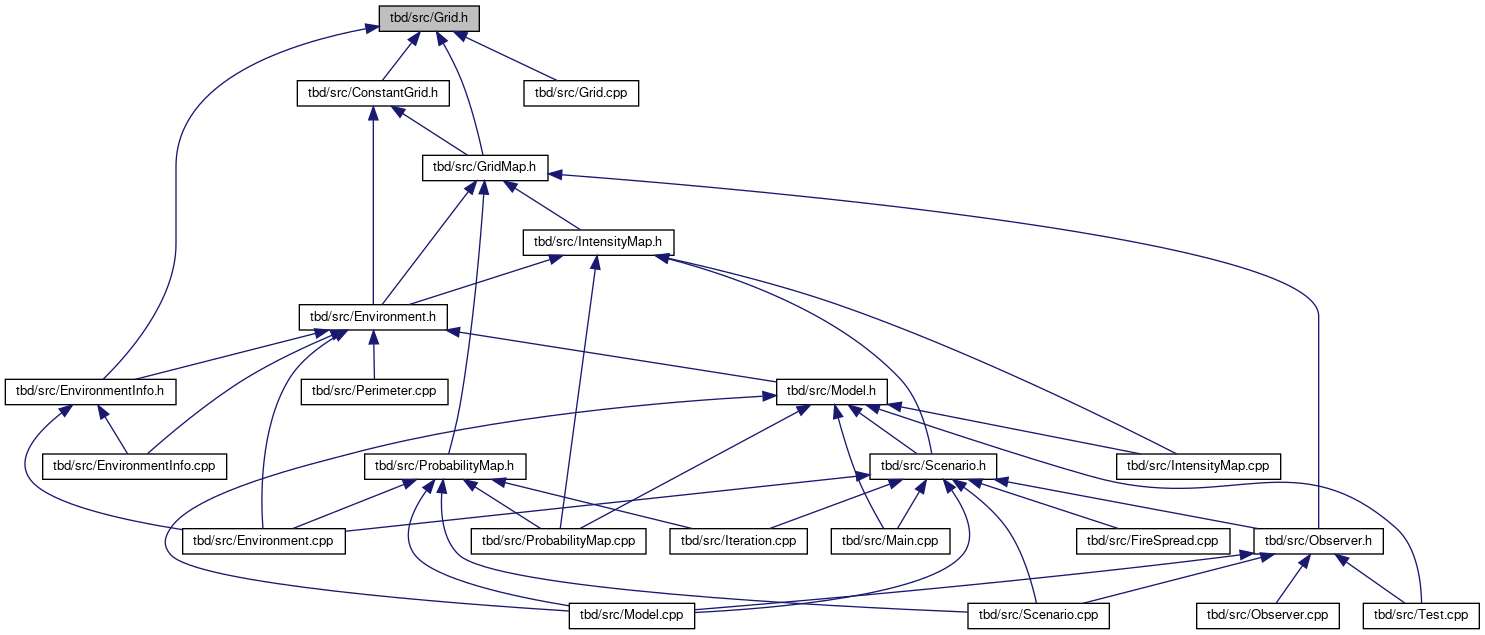 tbd/src/Grid.h
tbd/src/ConstantGrid.h
tbd/src/Grid.cpp
tbd/src/GridMap.h
tbd/src/IntensityMap.h
tbd/src/Environment.h
tbd/src/EnvironmentInfo.h
tbd/src/Perimeter.cpp
tbd/src/Model.h
tbd/src/EnvironmentInfo.cpp
tbd/src/ProbabilityMap.h
tbd/src/Scenario.h
tbd/src/IntensityMap.cpp
tbd/src/Environment.cpp
tbd/src/ProbabilityMap.cpp
tbd/src/Iteration.cpp
tbd/src/Main.cpp
tbd/src/FireSpread.cpp
tbd/src/Observer.h
tbd/src/Model.cpp
tbd/src/Scenario.cpp
tbd/src/Observer.cpp
tbd/src/Test.cpp